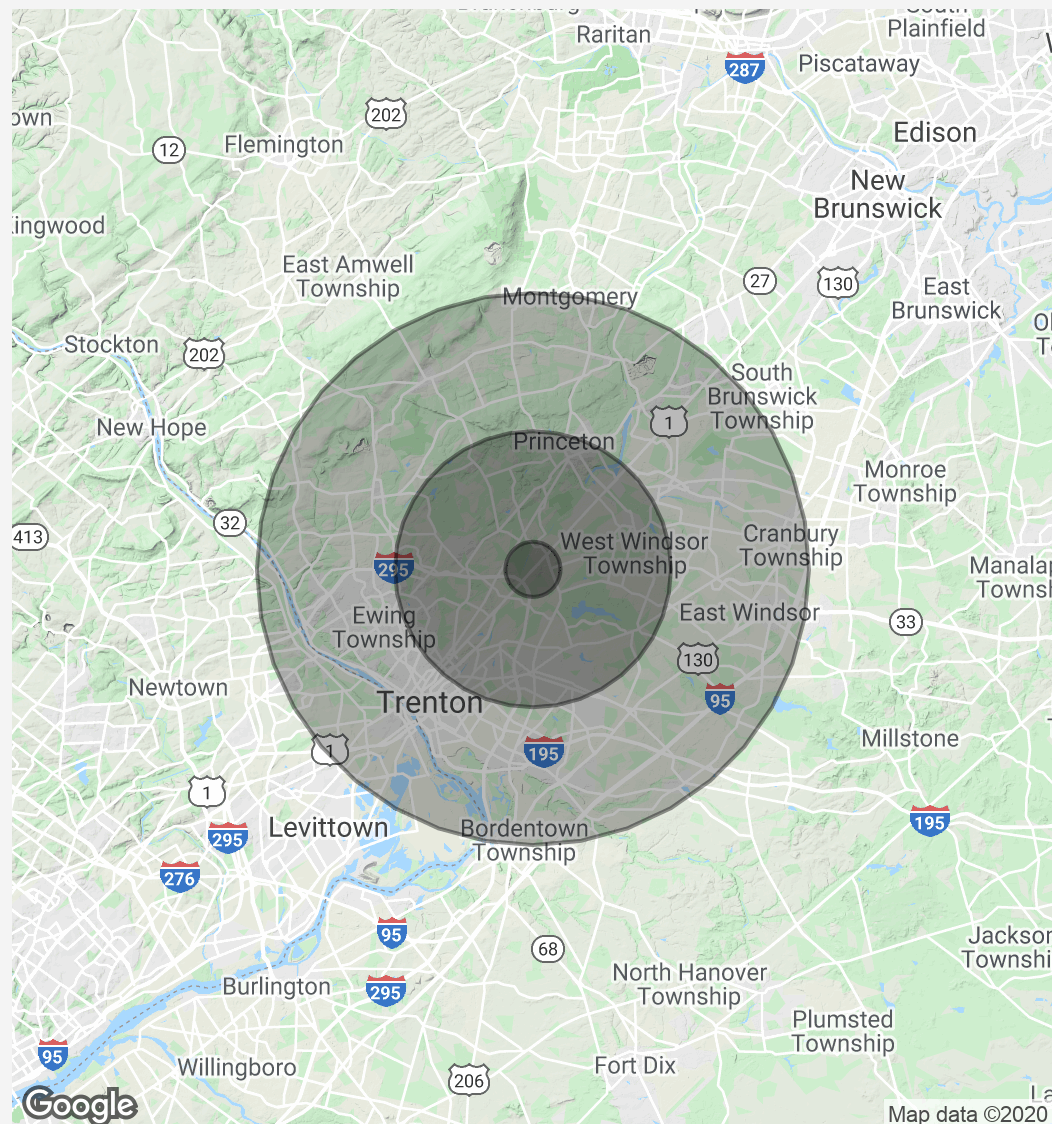 Raritan
South
Plainfield
287
Piscataway
own
202
12
Flemington
Edison
New
Brunswick
Kingwood
East Amwell
Township
27
130
East
Brunswick
Montgomery
Stockton
202
South
Brunswick
Township
1
New Hope
Princeton
Monroe
Township
32
413
West Windsor
Township
Cranbury
Township
295
Manalap
Townsh
Ewing
Township
East Windsor
33
130
Newtown
Trenton
95
195
Millstone
1
1
Levittown
Bordentown
Township
295
195
276
95
68
Jackson
Townshi
North Hanover
Township
Burlington
295
Plumsted
Township
95
Willingboro
206
Fort Dix
La
Google
Map data ©2020